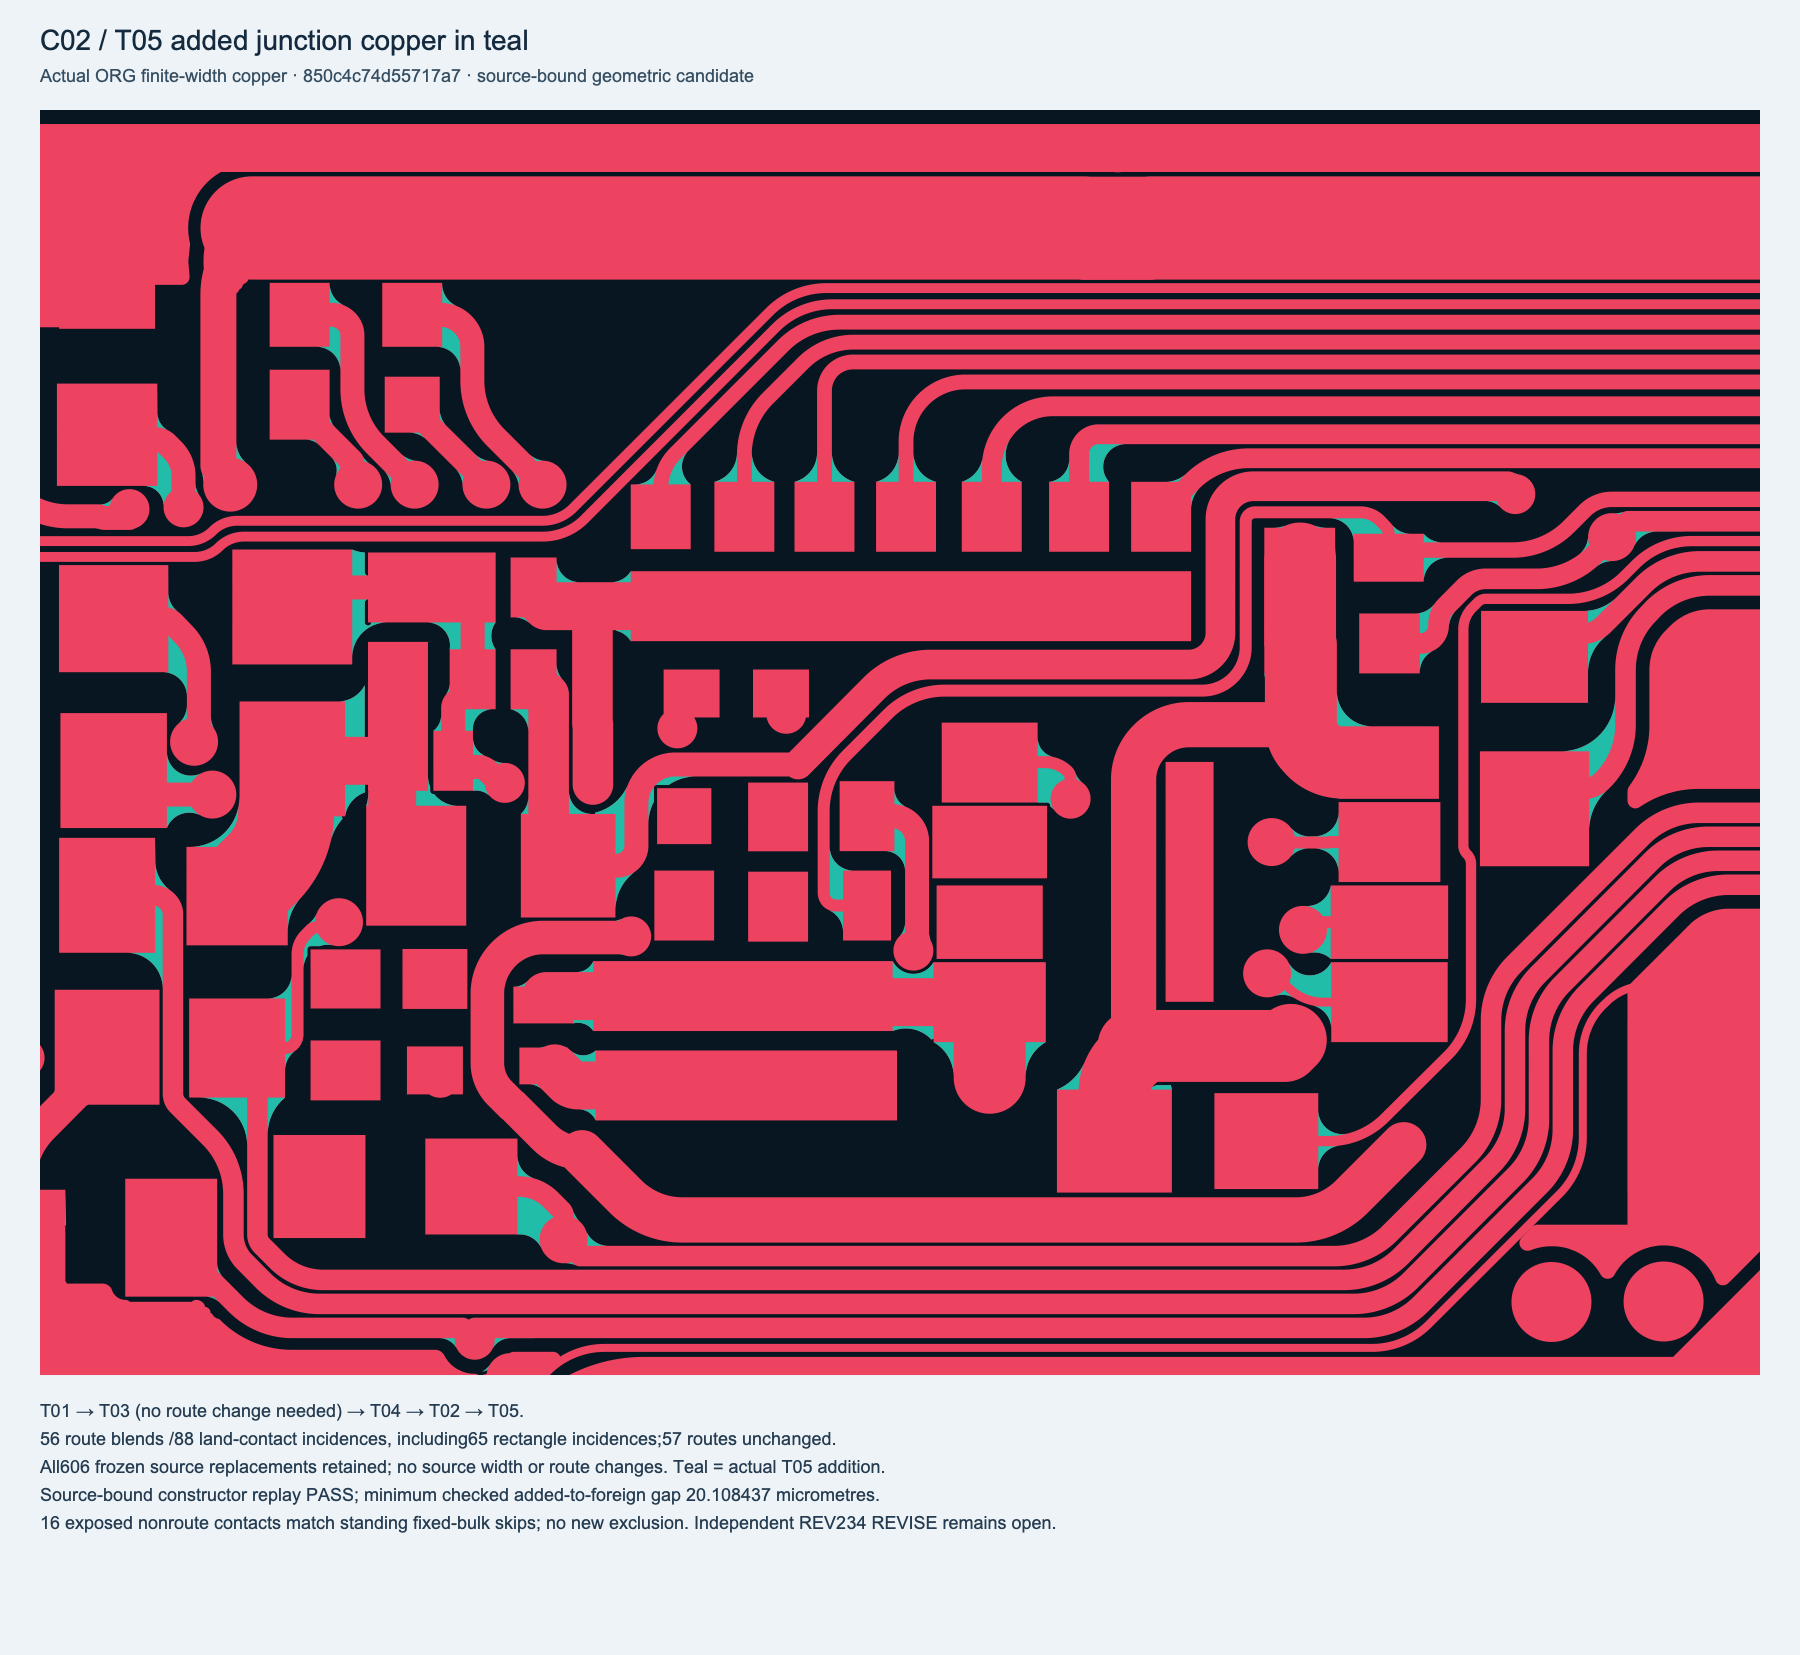 C02 / T05 added junction copper in teal
Actual ORG finite-width copper · 850c4c74d55717a7 · source-bound geometric candidate
T01 → T03 (no route change needed) → T04 → T02 → T05.
56 route blends /88 land-contact incidences, including65 rectangle incidences;57 routes unchanged.
All606 frozen source replacements retained; no source width or route changes. Teal = actual T05 addition.
Source-bound constructor replay PASS; minimum checked added-to-foreign gap 20.108437 micrometres.
16 exposed nonroute contacts match standing fixed-bulk skips; no new exclusion. Independent REV234 REVISE remains open.